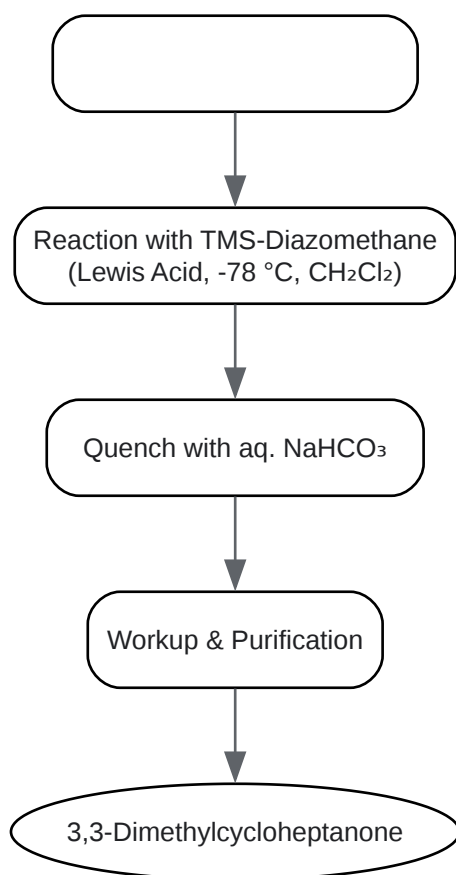 Reaction with TMS-Diazomethane
(Lewis Acid, -78 °C, CH₂Cl₂)
Quench with aq. NaHCO₃
Workup & Purification
3,3-Dimethylcycloheptanone